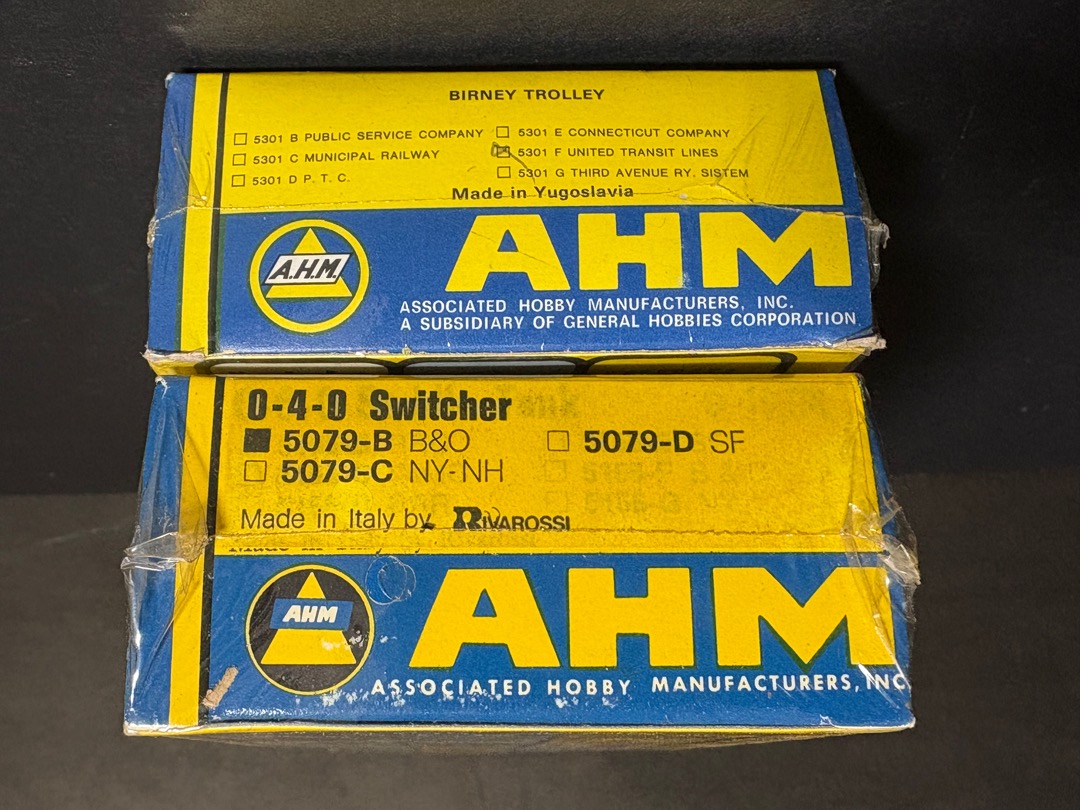 BIRNEY TROLLEY
☐ 5301 B PUBLIC SERVICE COMPANY ☐ 5301 E CONNECTICUT COMPANY
☐ 5301 C MUNICIPAL RAILWAY ☒ 5301 F UNITED TRANSIT LINES
☐ 5301 D P. T. C. ☐ 5301 G THIRD AVENUE RY. SISTEM
Made in Yugoslavia
A.H.M. AHM
ASSOCIATED HOBBY MANUFACTURERS, INC.
A SUBSIDIARY OF GENERAL HOBBIES CORPORATION
0-4-0 Switcher
■ 5079-B B&O ☐ 5079-D SF
☐ 5079-C NY-NH
Made in Italy by RIVAROSSI
AHM AHM
ASSOCIATED HOBBY MANUFACTURERS, INC.